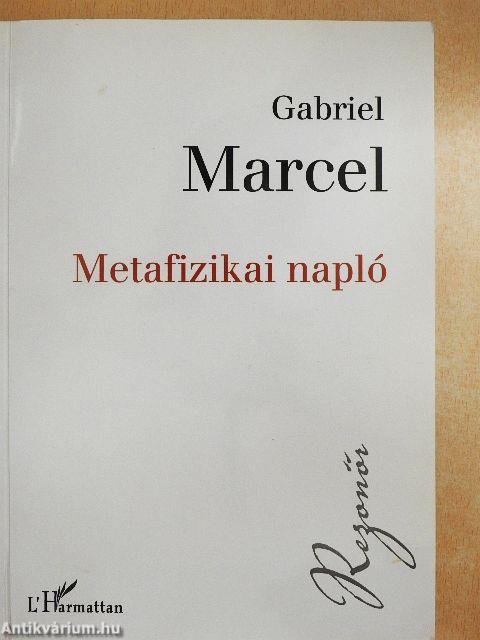 Gabriel
Marcel
Metafizikai napló
Rezonőr
L'Harmattan
Antikvárium.hu